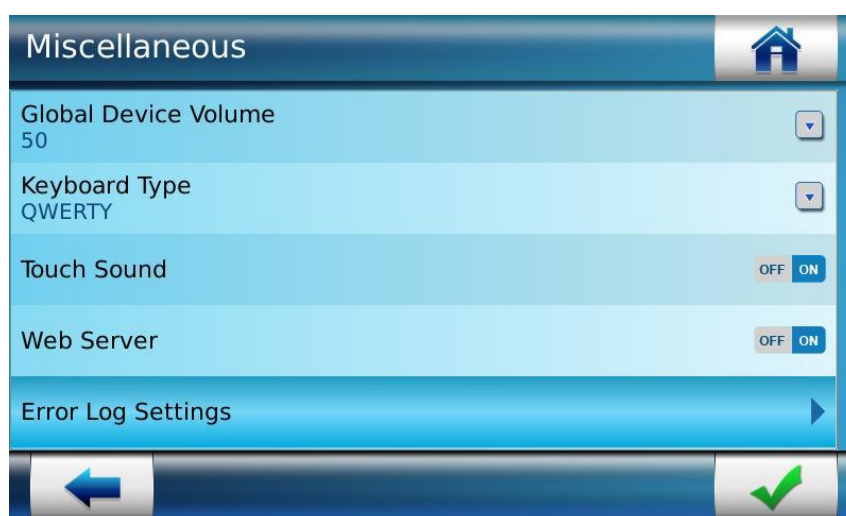 Miscellaneous
Global Device Volume
50
Keyboard Type
QWERTY
Touch Sound
OFF ON
Web Server
OFF ON
Error Log Settings